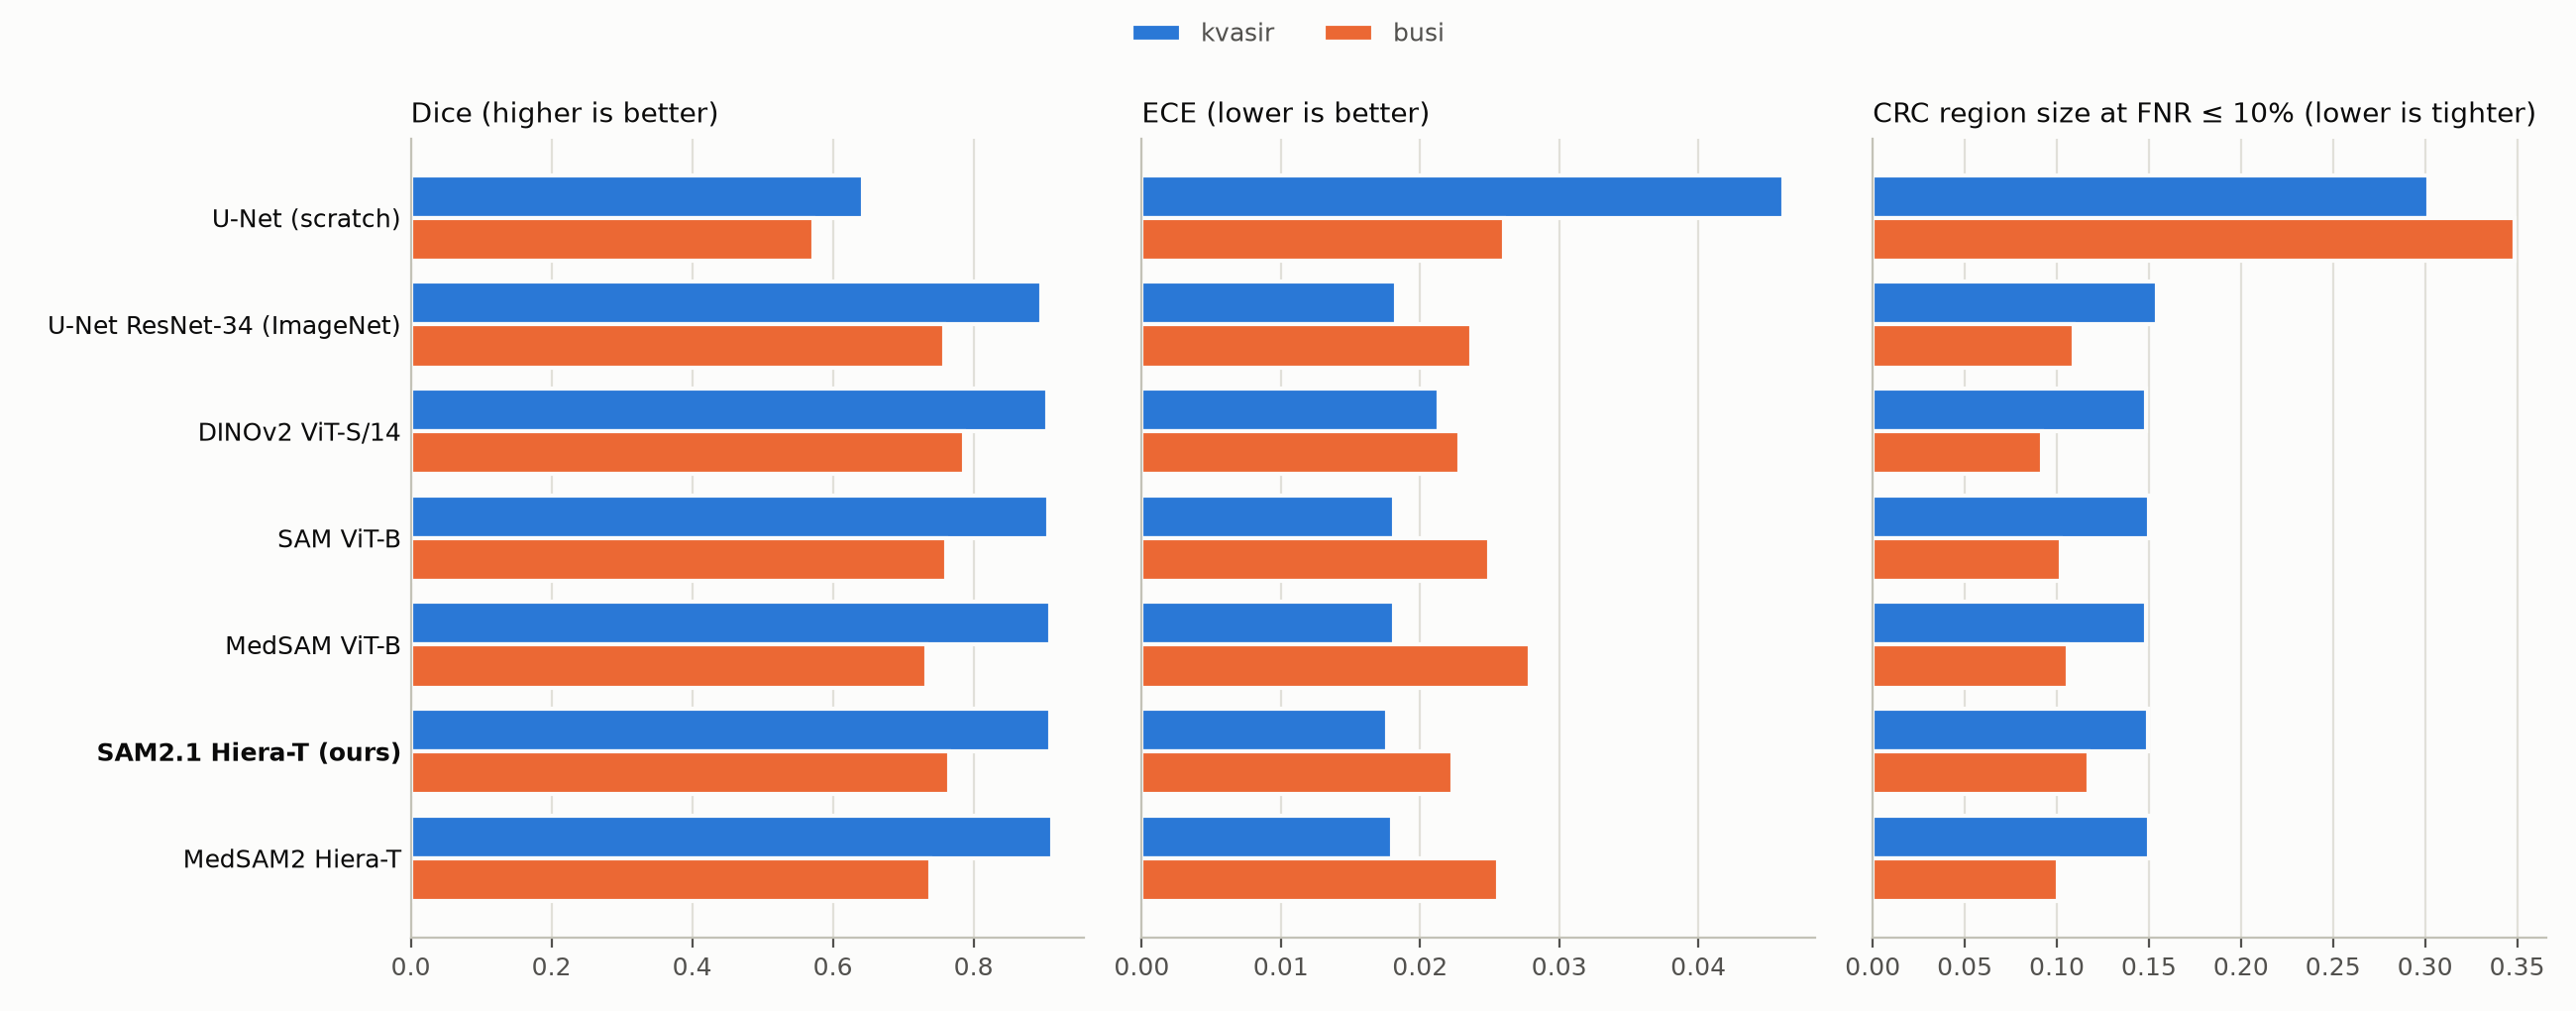 kvasir busi
Dice (higher is better)
U-Net (scratch)
U-Net ResNet-34 (ImageNet)
DINOv2 ViT-S/14
SAM ViT-B
MedSAM ViT-B
SAM2.1 Hiera-T (ours)
MedSAM2 Hiera-T
0.0 0.2 0.4 0.6 0.8
ECE (lower is better)
0.00 0.01 0.02 0.03 0.04
CRC region size at FNR ≤ 10% (lower is tighter)
0.00 0.05 0.10 0.15 0.20 0.25 0.30 0.35